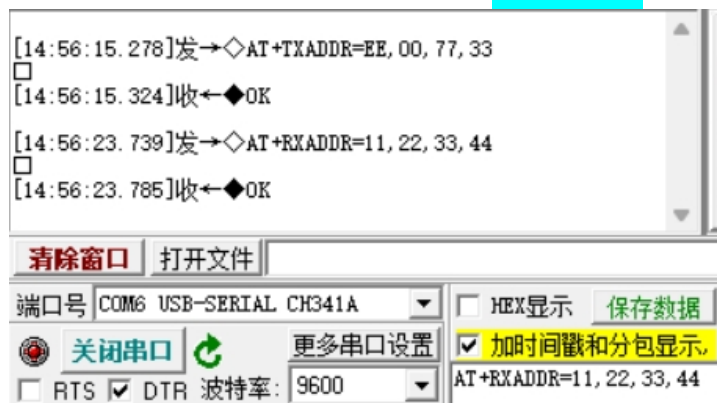 [14:56:15.278]发→◇AT+TXADDR=EE,00,77,33
□
[14:56:15.324]收←◆OK
[14:56:23.739]发→◇AT+RXADDR=11,22,33,44
□
[14:56:23.785]收←◆OK
清除窗口 打开文件
端口号 COM6 USB-SERIAL CH341A HEX显示 保存数据
关闭串口 更多串口设置 加时间戳和分包显示,
RTS DTR 波特率: 9600 AT+RXADDR=11,22,33,44